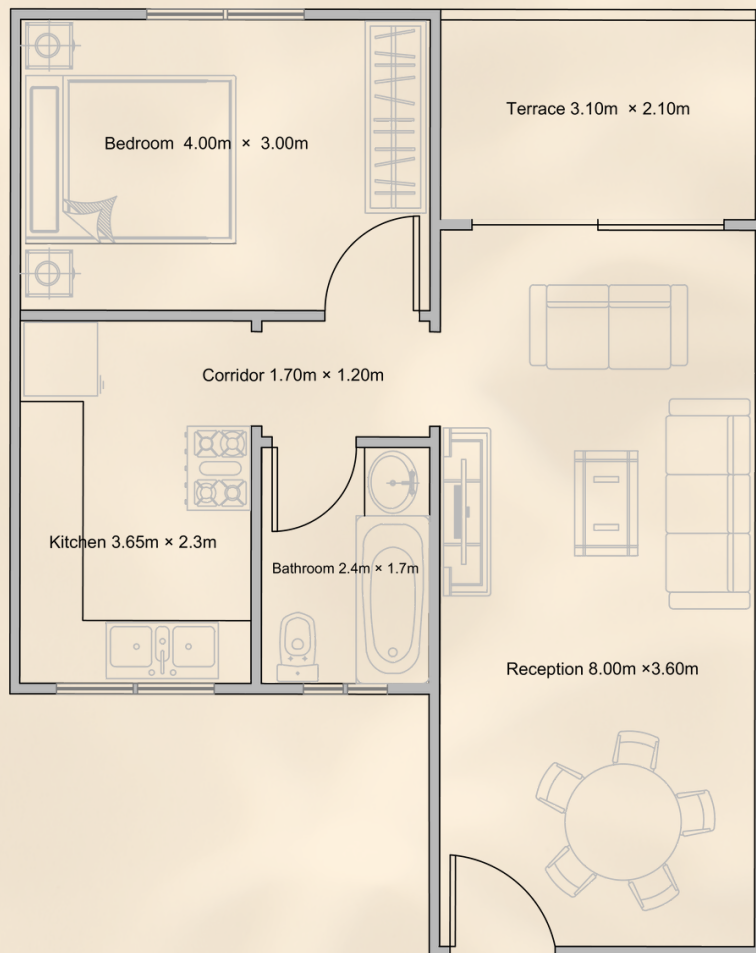 Terrace 3.10m × 2.10m
Bedroom 4.00m × 3.00m
Corridor 1.70m × 1.20m
Kitchen 3.65m × 2.3m
Bathroom 2.4m × 1.7m
Reception 8.00m ×3.60m